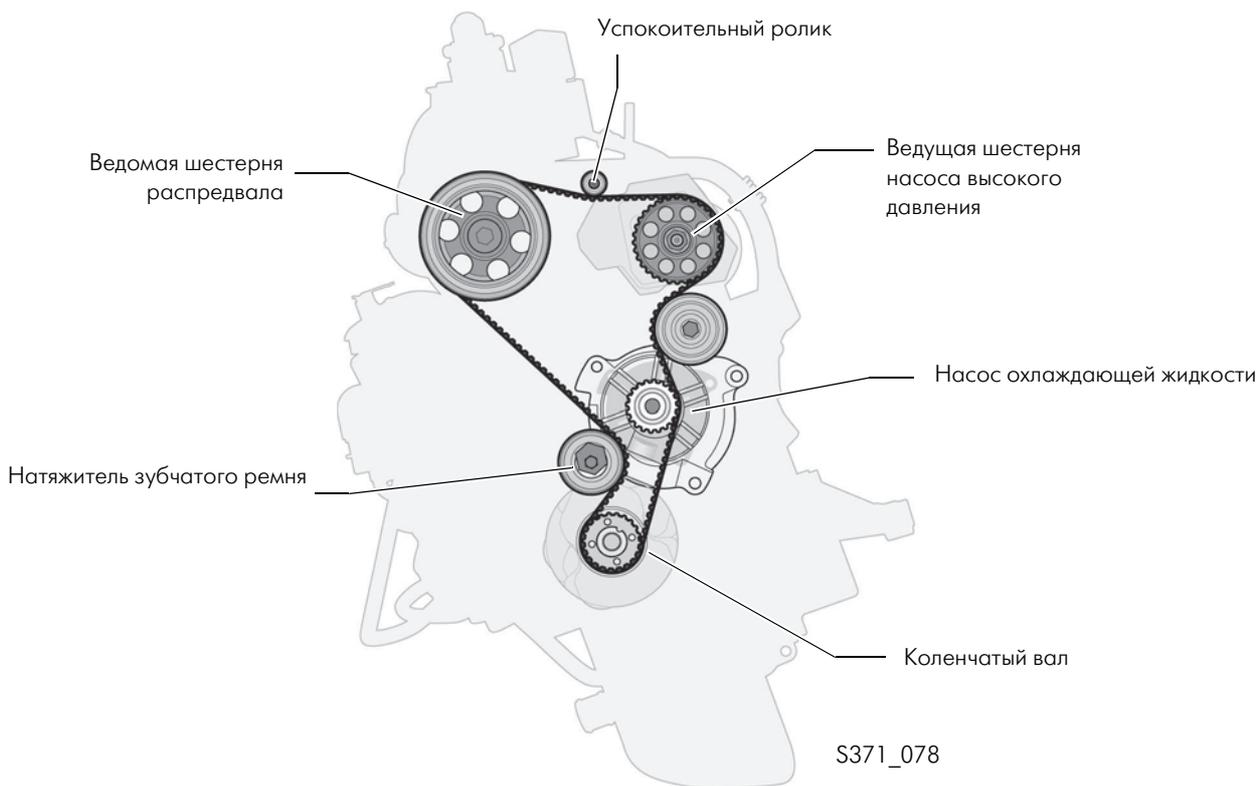 Успокоительный ролик
Ведомая шестерня
распредвала
Ведущая шестерня
насоса высокого
давления
Насос охлаждающей жидкости
Натяжитель зубчатого ремня
Коленчатый вал
S371_078